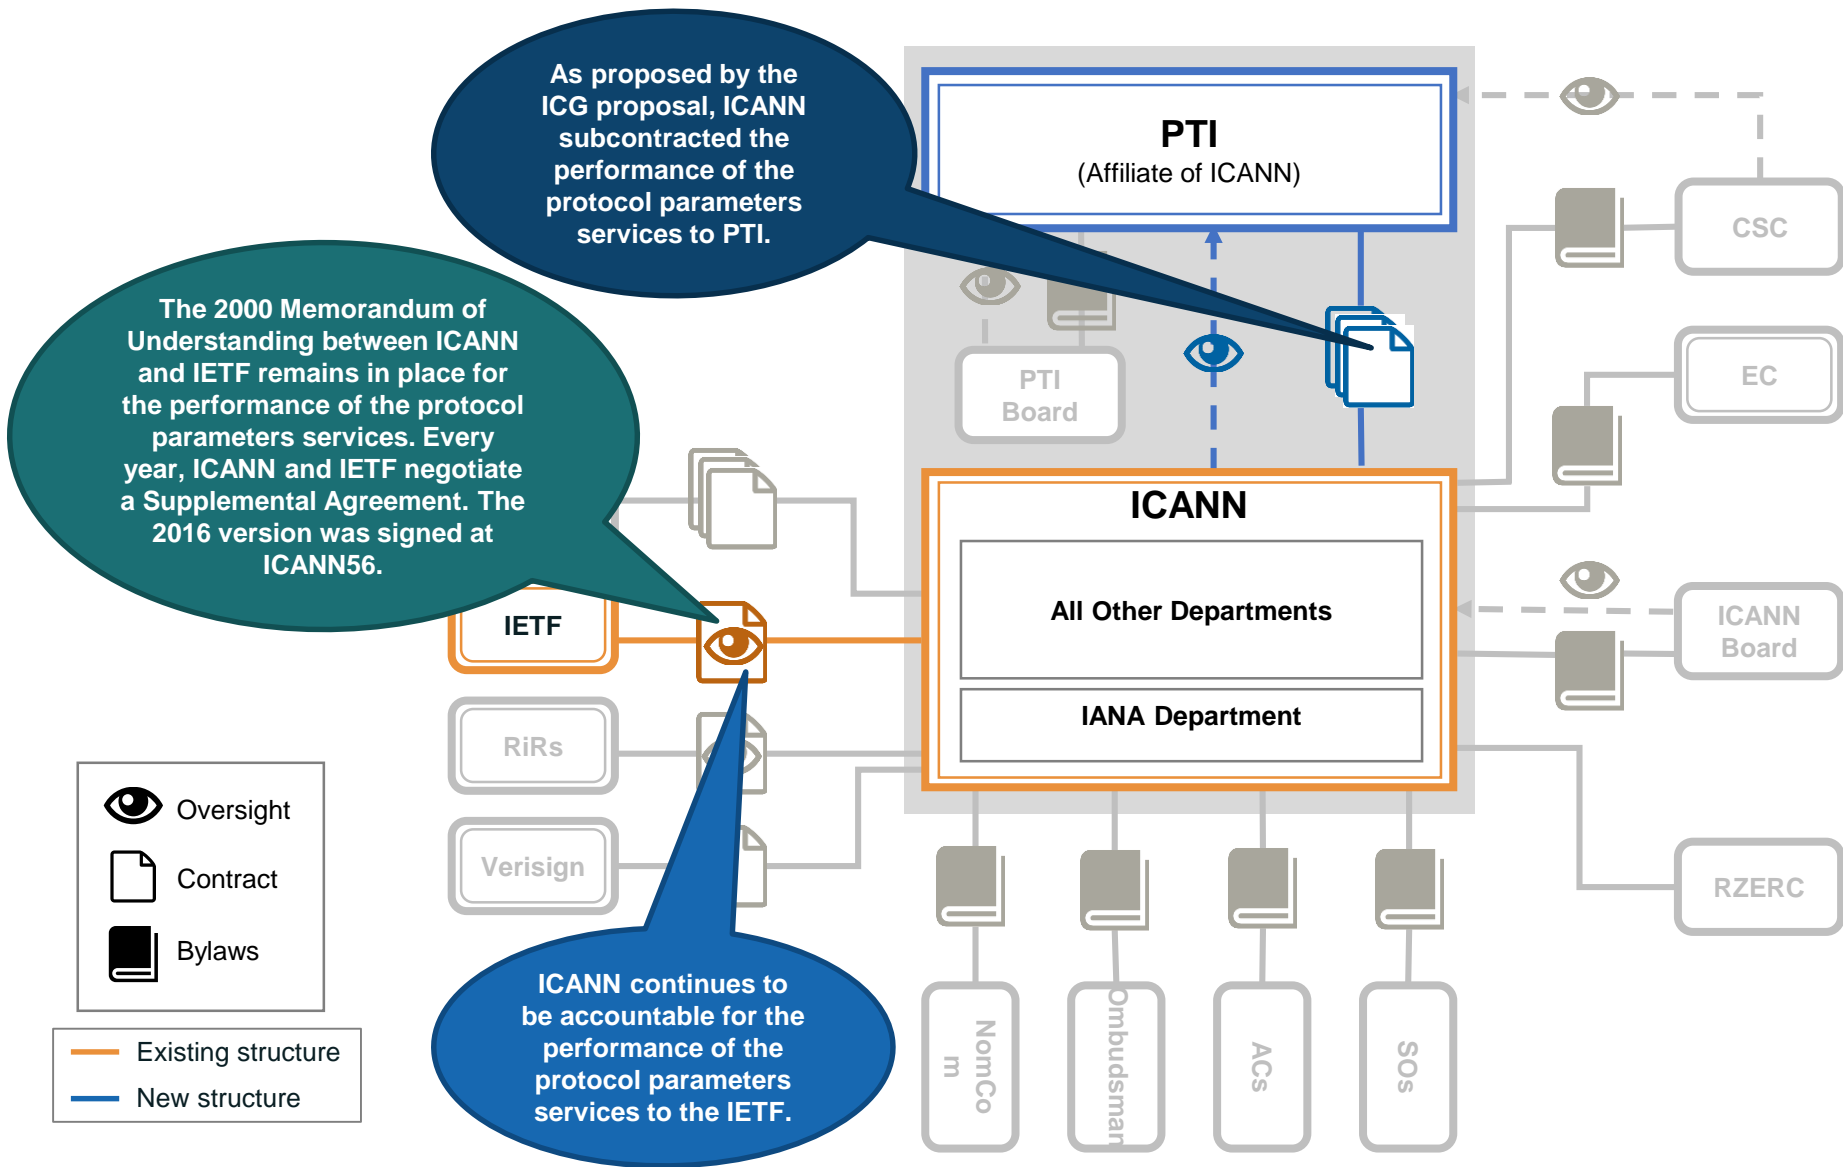 As proposed by the
ICG proposal, ICANN
subcontracted the
performance of the
protocol parameters
services to PTI.
PTI
(Affiliate of ICANN)
CSC
The 2000 Memorandum of
Understanding between ICANN
and IETF remains in place for
the performance of the protocol
parameters services. Every
year, ICANN and IETF negotiate
a Supplemental Agreement. The
2016 version was signed at
ICANN56.
PTI
Board
EC
ICANN
All Other Departments
IANA Department
IETF
ICANN
Board
RiRs
Verisign
RZERC
Oversight
Contract
Bylaws
Existing structure
New structure
ICANN continues to
be accountable for the
performance of the
protocol parameters
services to the IETF.
NomCo
m
Ombudsman
ACs
SOs